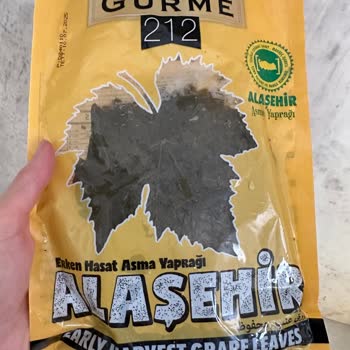 GURME
212
ALAŞEHİR
Asma Yaprağı
Erken Hasat Asma Yaprağı
ALAŞEHİR
EARLY HARVEST GRAPE LEAVES